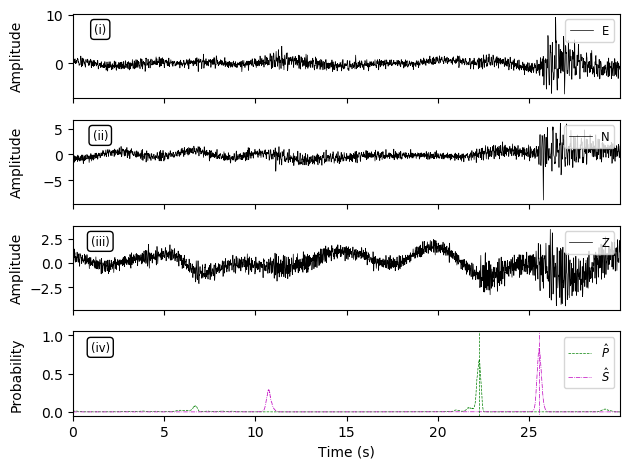 10
0
Amplitude
(i)
E
5
0
−5
Amplitude
(ii)
N
2.5
0.0
−2.5
Amplitude
(iii)
Z
1.0
0.5
0.0
Probability
(iv)
P̂
Ŝ
0 5 10 15 20 25
Time (s)